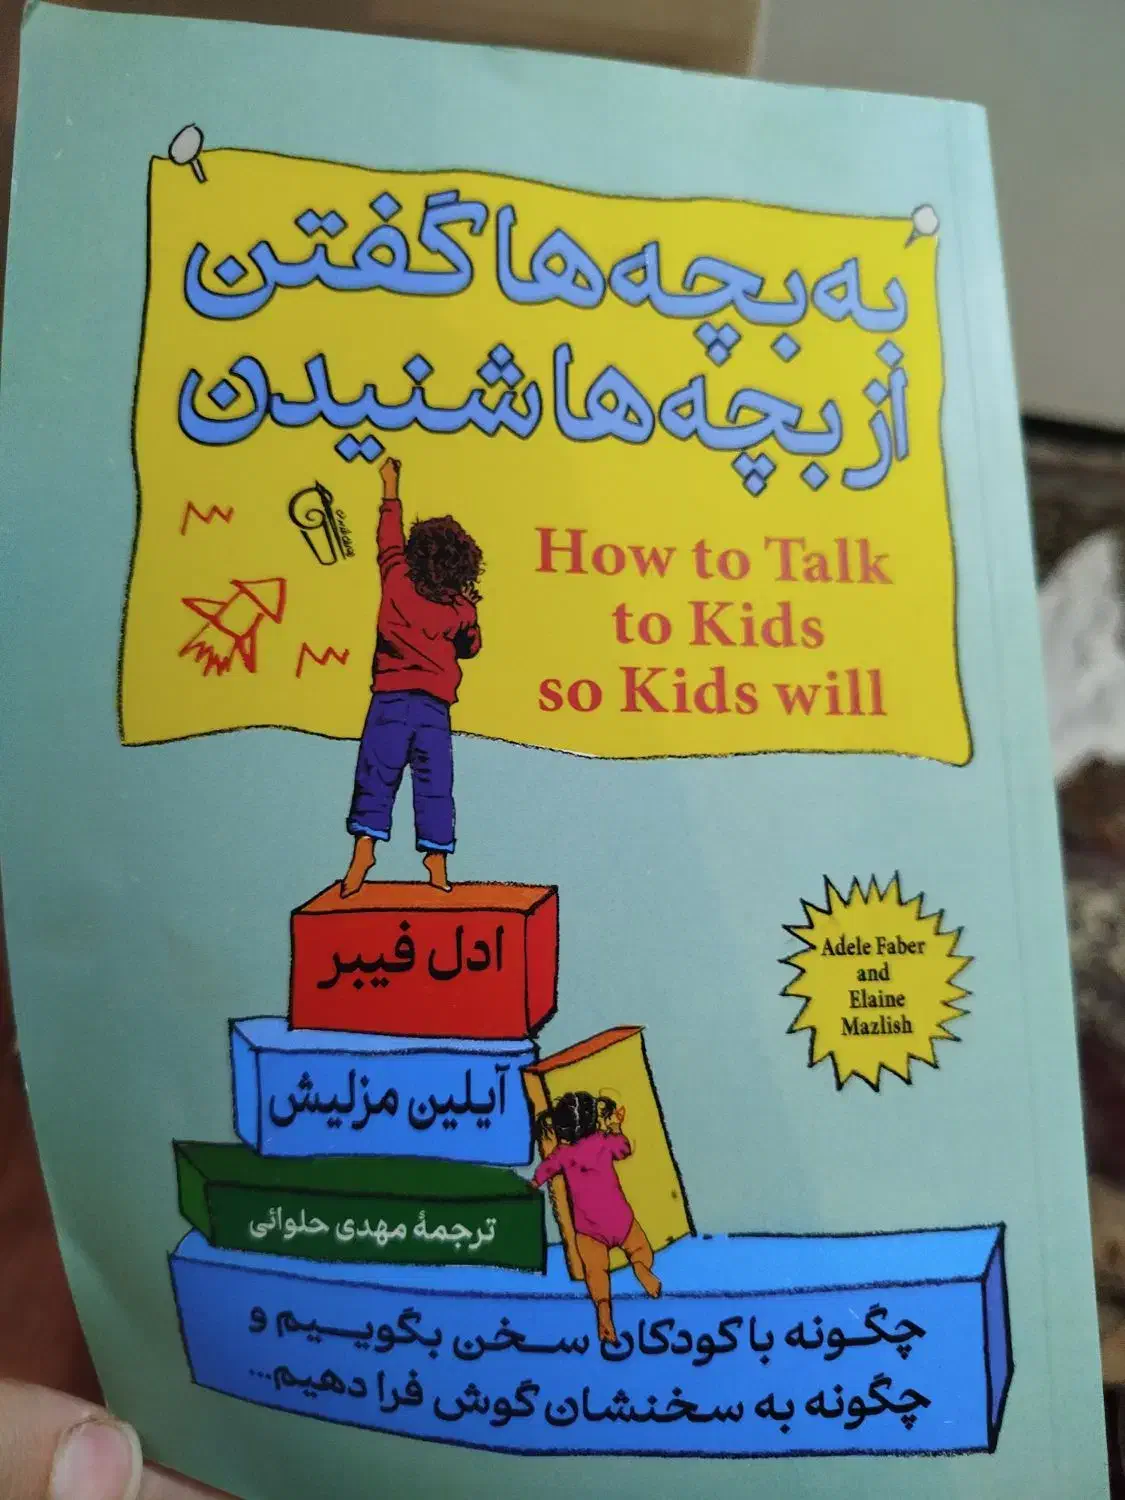 به بچه‌ها گفتن
از بچه‌ها شنیدن
How to Talk
to Kids
so Kids will
ادل فیبر
آیلین مزلیش
ترجمهٔ مهدی حلوائی
Adele Faber
and
Elaine
Mazlish
چگونه با کودکان سخن بگوییم و
چگونه به سخنشان گوش فرا دهیم...